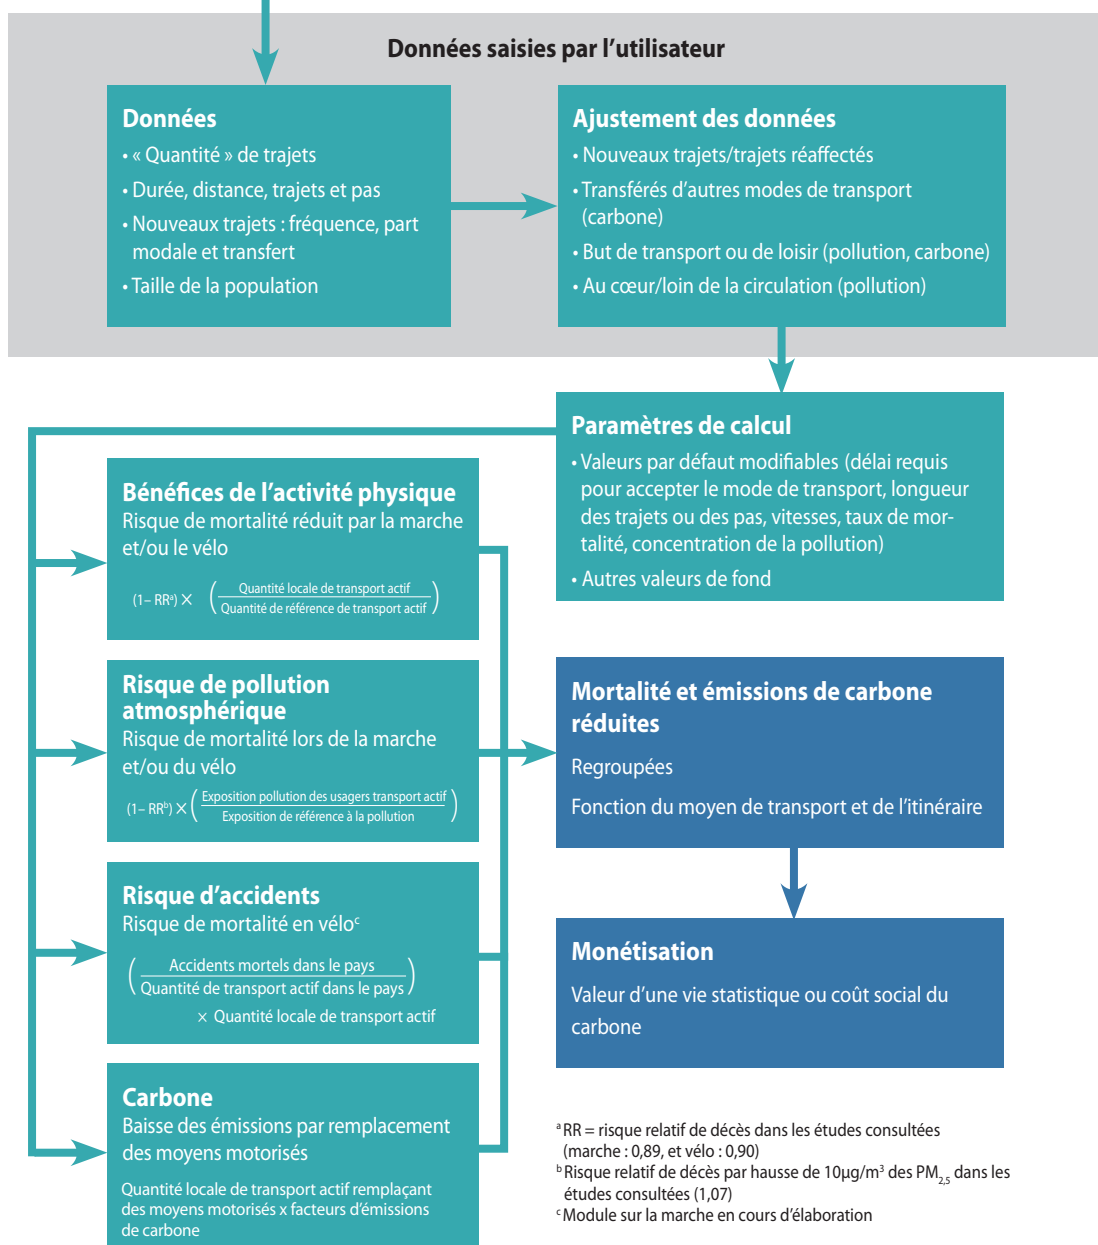 Données saisies par l’utilisateur
Données
• « Quantité » de trajets
• Durée, distance, trajets et pas
• Nouveaux trajets : fréquence, part
modale et transfert
• Taille de la population
Ajustement des données
• Nouveaux trajets/trajets réaffectés
• Transférés d’autres modes de transport
(carbone)
• But de transport ou de loisir (pollution, carbone)
• Au cœur/loin de la circulation (pollution)
Paramètres de calcul
• Valeurs par défaut modifiables (délai requis
pour accepter le mode de transport, longueur
des trajets ou des pas, vitesses, taux de mor-
talité, concentration de la pollution)
• Autres valeurs de fond
Bénéfices de l’activité physique
Risque de mortalité réduit par la marche
et/ou le vélo
Quantité locale de transport actif
(1– RRᵃ) × ( )
Quantité de référence de transport actif
Risque de pollution
atmosphérique
Risque de mortalité lors de la marche
et/ou du vélo
Exposition pollution des usagers transport actif
(1– RRᵇ) × ( )
Exposition de référence à la pollution
Risque d’accidents
Risque de mortalité en véloᶜ
Accidents mortels dans le pays
( )
Quantité de transport actif dans le pays
× Quantité locale de transport actif
Carbone
Baisse des émissions par remplacement
des moyens motorisés
Quantité locale de transport actif remplaçant
des moyens motorisés x facteurs d’émissions
de carbone
Mortalité et émissions de carbone
réduites
Regroupées
Fonction du moyen de transport et de l’itinéraire
Monétisation
Valeur d’une vie statistique ou coût social du
carbone
ᵃ RR = risque relatif de décès dans les études consultées
(marche : 0,89, et vélo : 0,90)
ᵇ Risque relatif de décès par hausse de 10µg/m³ des PM₂,₅ dans les
études consultées (1,07)
ᶜ Module sur la marche en cours d’élaboration